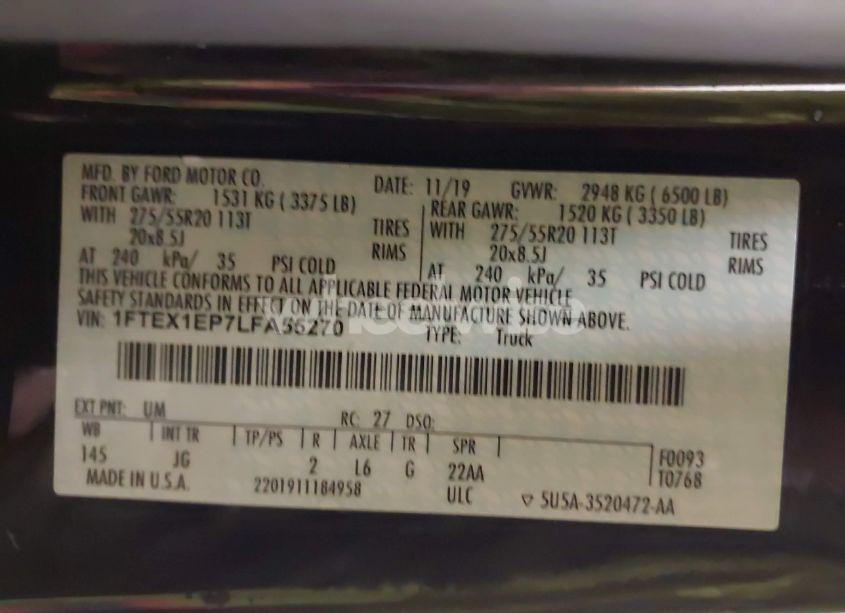 MFD. BY FORD MOTOR CO. DATE: 11/19 GVWR: 2948 KG ( 6500 LB)
FRONT GAWR: 1531 KG ( 3375 LB) REAR GAWR: 1520 KG ( 3350 LB)
WITH 275/55R20 113T TIRES WITH 275/55R20 113T TIRES
20x8.5J RIMS 20x8.5J RIMS
AT 240 kPa/ 35 PSI COLD AT 240 kPa/ 35 PSI COLD
THIS VEHICLE CONFORMS TO ALL APPLICABLE FEDERAL MOTOR VEHICLE
SAFETY STANDARDS IN EFFECT ON THE DATE OF MANUFACTURE SHOWN ABOVE.
VIN: 1FTEX1EP7LFA56270 TYPE: Truck
EXT PNT: UM RC: 27 DSO:
WB INT TR TP/PS R AXLE TR SPR F0093
145 JG 2 L6 G 22AA T0768
MADE IN U.S.A. 2201911184958 ULC ▽ 5U5A-3520472-AA